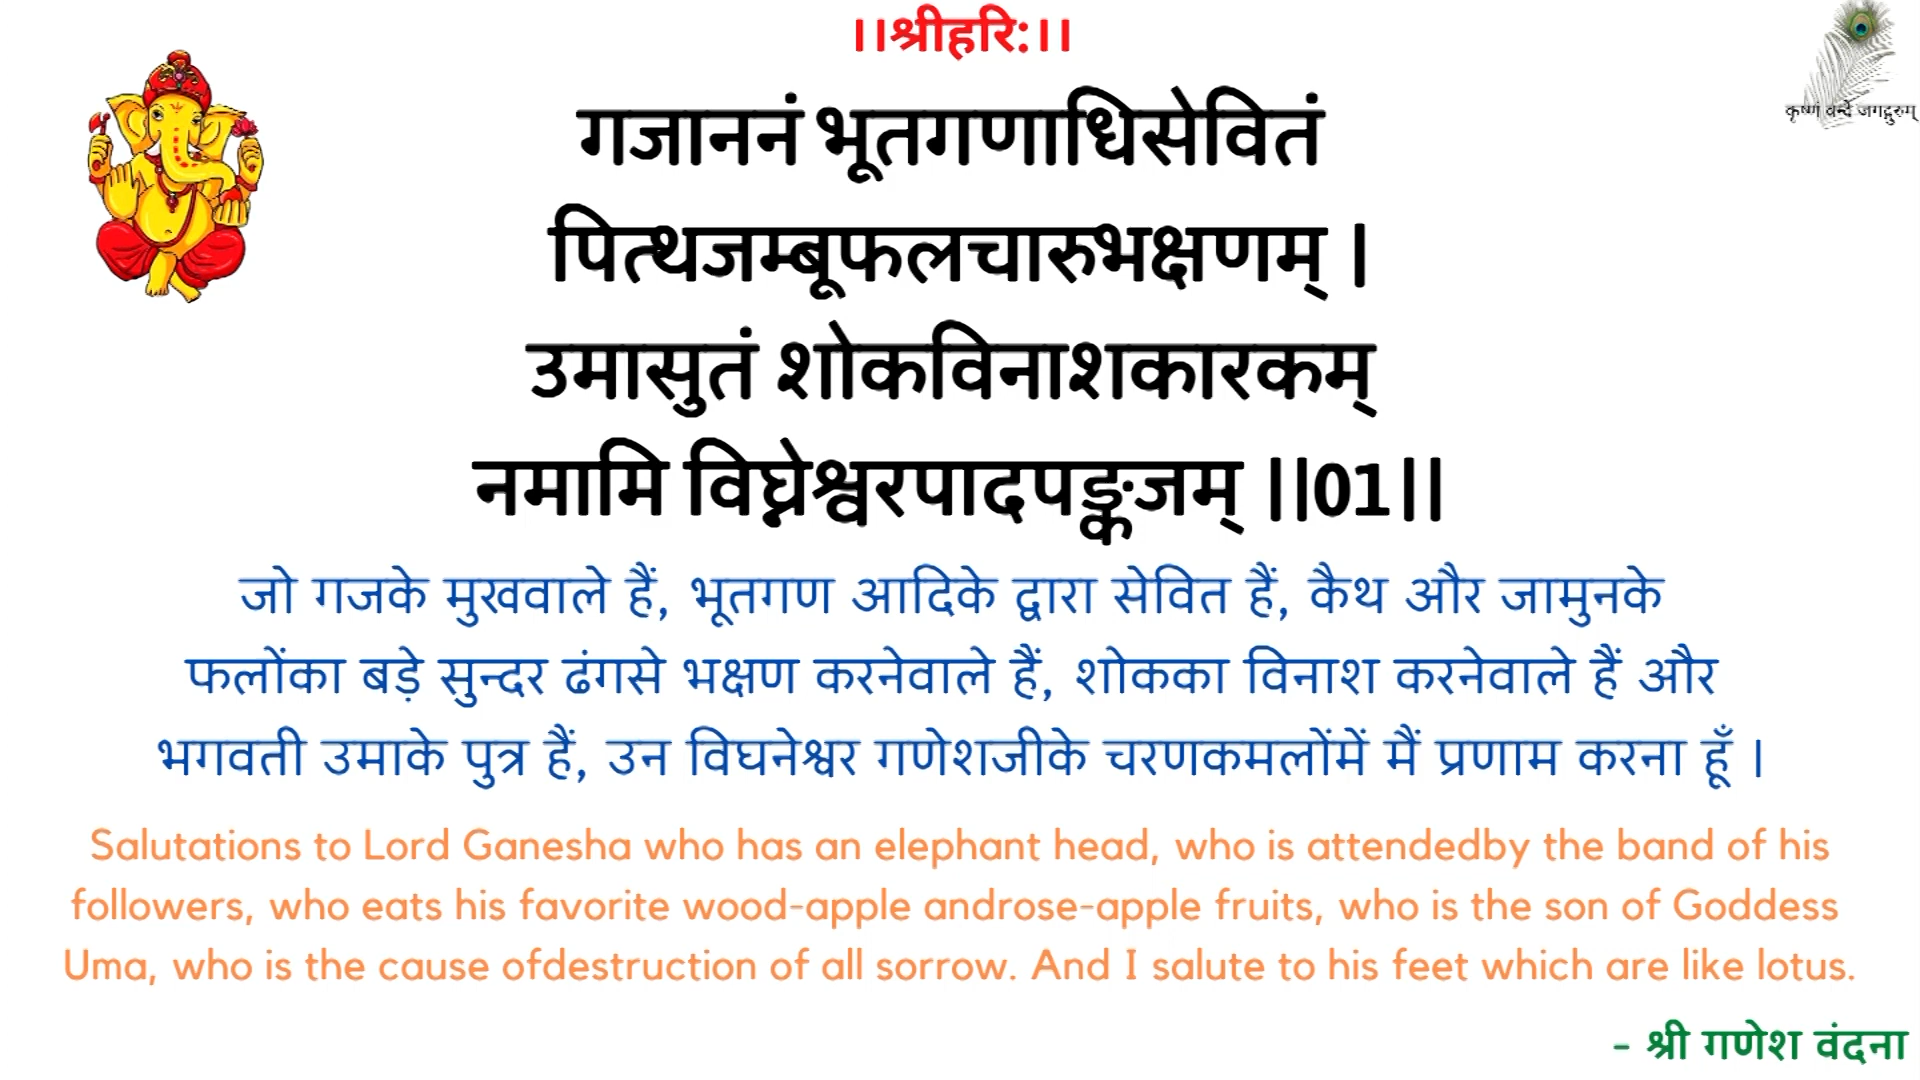 ।।श्रीहरि:।।
कृष्णं वन्दे जगद्गुरुम्
गजाननं भूतगणाधिसेवितं
पित्थजम्बूफलचारुभक्षणम् |
उमासुतं शोकविनाशकारकम्
नमामि विघ्नेश्वरपादपङ्कजम् ||01||
जो गजके मुखवाले हैं, भूतगण आदिके द्वारा सेवित हैं, कैथ और जामुनके
फलोंका बड़े सुन्दर ढंगसे भक्षण करनेवाले हैं, शोकका विनाश करनेवाले हैं और
भगवती उमाके पुत्र हैं, उन विघनेश्वर गणेशजीके चरणकमलोंमें मैं प्रणाम करना हूँ |
Salutations to Lord Ganesha who has an elephant head, who is attendedby the band of his
followers, who eats his favorite wood-apple androse-apple fruits, who is the son of Goddess
Uma, who is the cause ofdestruction of all sorrow. And I salute to his feet which are like lotus.
- श्री गणेश वंदना